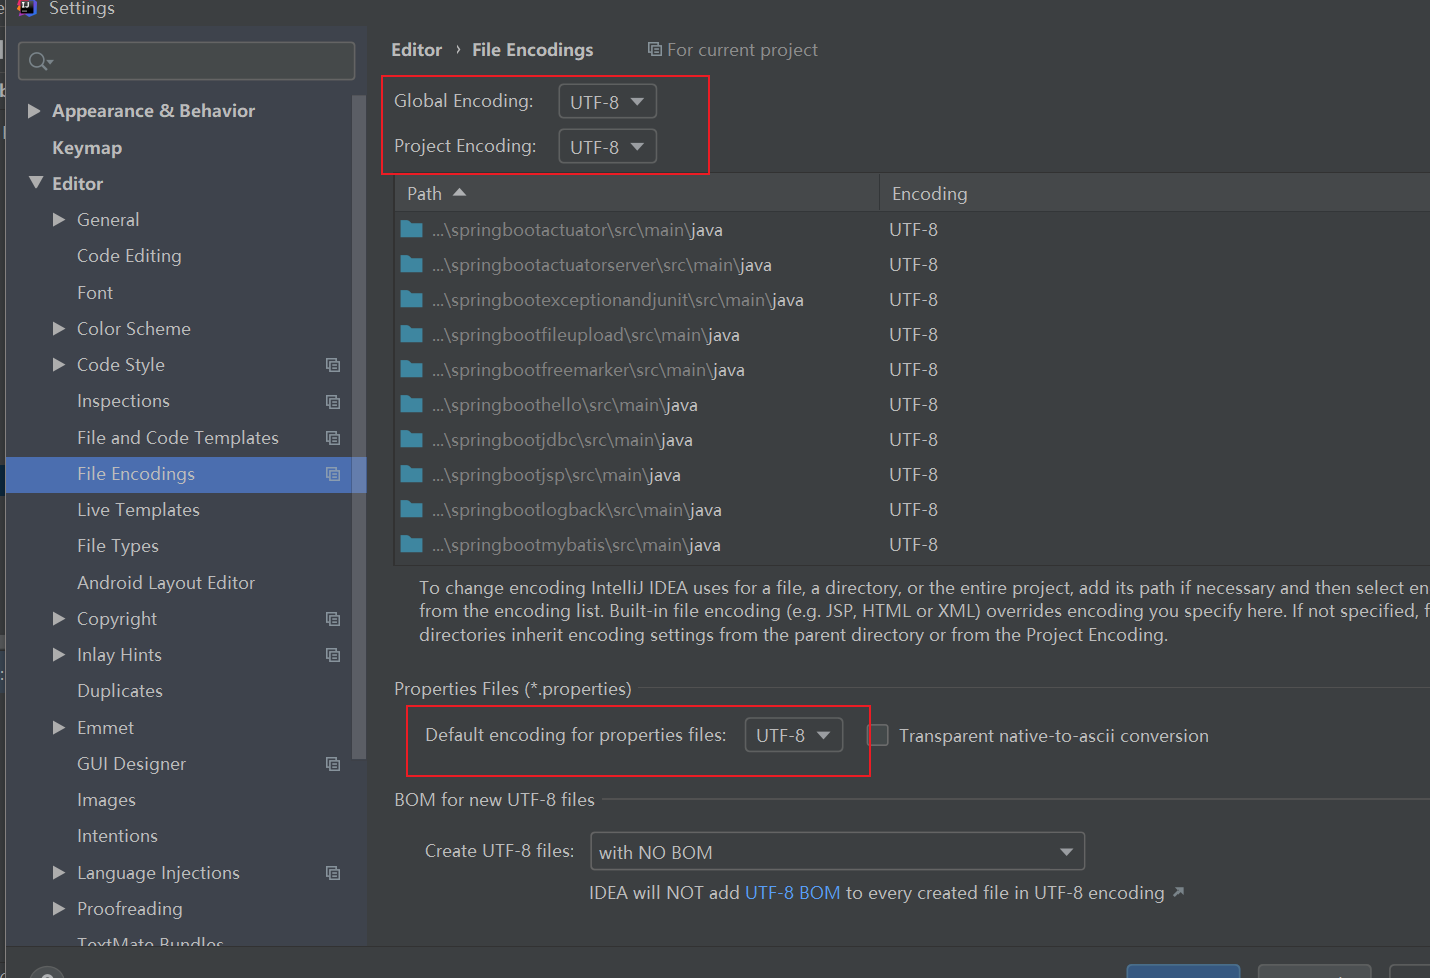 Settings
Editor › File Encodings For current project
Global Encoding: UTF-8
Project Encoding: UTF-8
Path Encoding
...\springbootactuator\src\main\java UTF-8
...\springbootactuatorserver\src\main\java UTF-8
...\springbootexceptionandjunit\src\main\java UTF-8
...\springbootfileupload\src\main\java UTF-8
...\springbootfreemarker\src\main\java UTF-8
...\springboothello\src\main\java UTF-8
...\springbootjdbc\src\main\java UTF-8
...\springbootjsp\src\main\java UTF-8
...\springbootlogback\src\main\java UTF-8
...\springbootmybatis\src\main\java UTF-8
To change encoding IntelliJ IDEA uses for a file, a directory, or the entire project, add its path if necessary and then select en
from the encoding list. Built-in file encoding (e.g. JSP, HTML or XML) overrides encoding you specify here. If not specified, f
directories inherit encoding settings from the parent directory or from the Project Encoding.
Properties Files (*.properties)
Default encoding for properties files: UTF-8 Transparent native-to-ascii conversion
BOM for new UTF-8 files
Create UTF-8 files: with NO BOM
IDEA will NOT add UTF-8 BOM to every created file in UTF-8 encoding
Appearance & Behavior
Keymap
Editor
General
Code Editing
Font
Color Scheme
Code Style
Inspections
File and Code Templates
File Encodings
Live Templates
File Types
Android Layout Editor
Copyright
Inlay Hints
Duplicates
Emmet
GUI Designer
Images
Intentions
Language Injections
Proofreading
TextMate Bundles